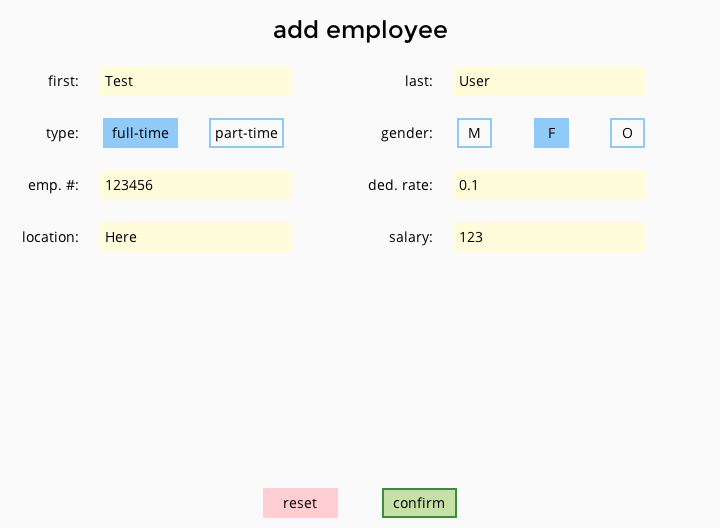 add employee
first: Test last: User
type: full-time part-time gender: M F O
emp. #: 123456 ded. rate: 0.1
location: Here salary: 123
reset confirm